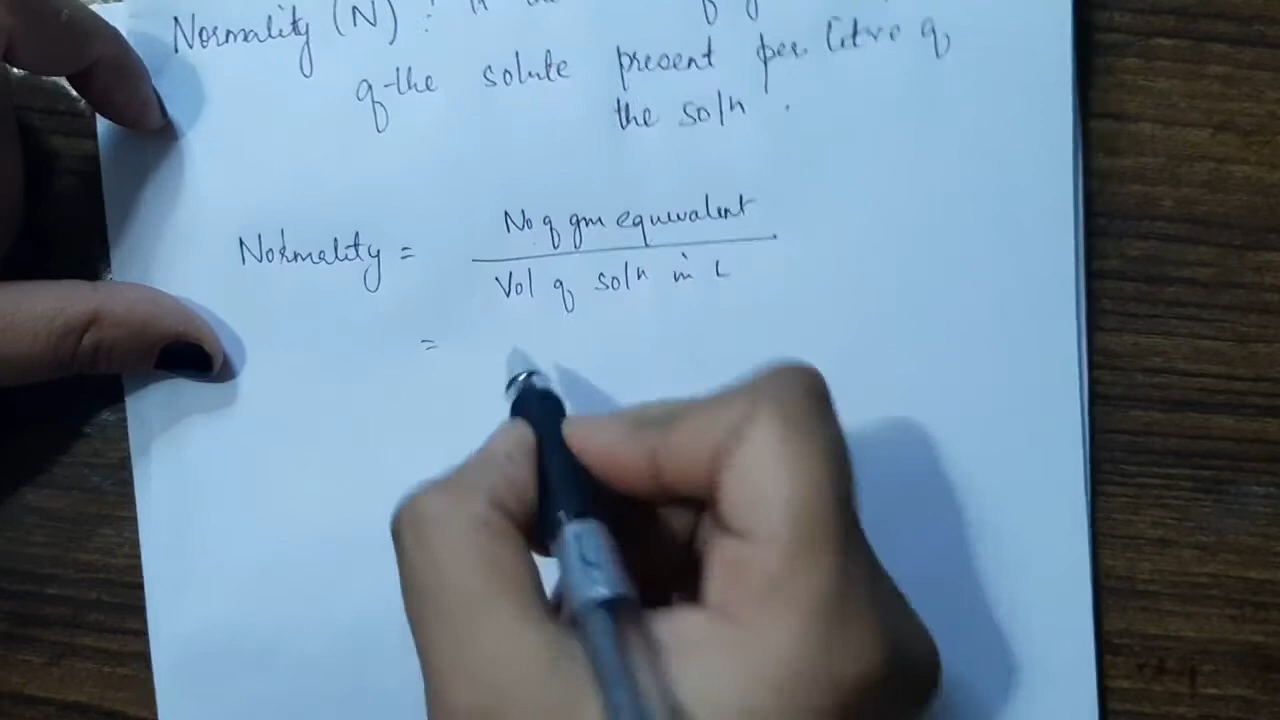 Normality (N) :
of the solute present per litre of
the soln .
Normality =
No of gm equivalent
Vol of soln in L
=